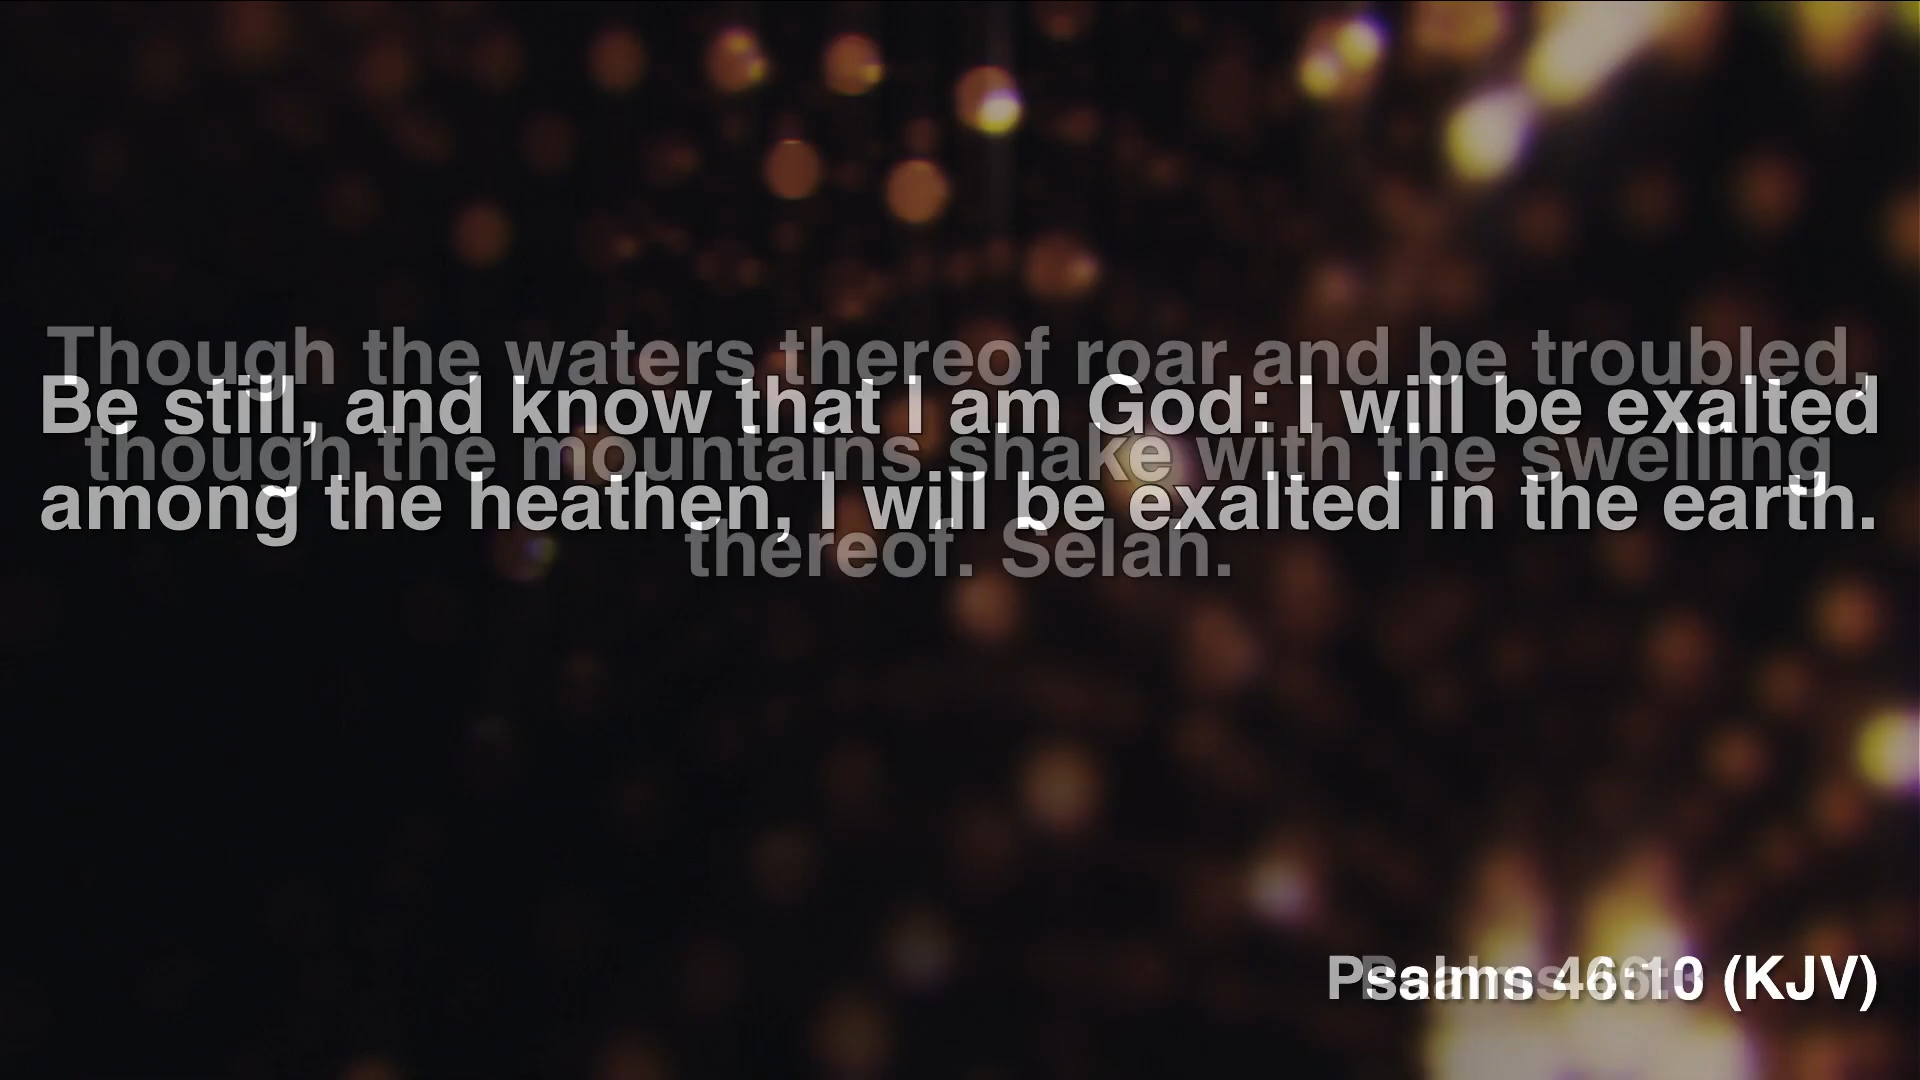 Though the waters thereof roar and be troubled,
Be still, and know that I am God: I will be exalted
though the mountains shake with the swelling
among the heathen, I will be exalted in the earth.
thereof. Selah.
Psalms 46:10 (KJV)